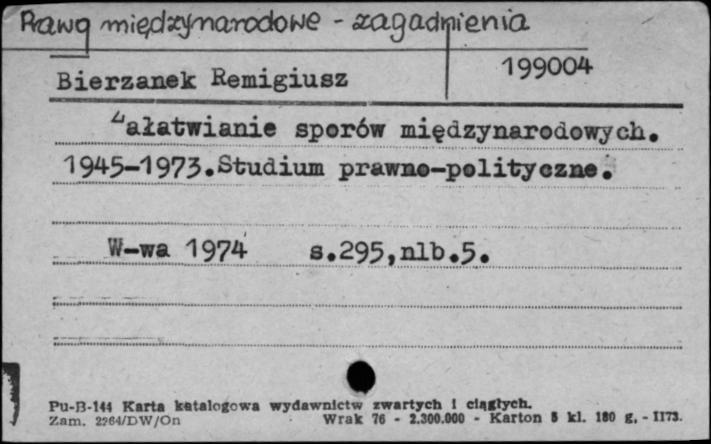 Prawo międzynarodowe - zagadnienia
Bierzanek Remigiusz 199004
Załatwianie sporów międzynarodowych.
1945-1973.Studium prawno-polityczne.
W-wa 1974 s.295,nlb.5.
Pu-B-144 Karta katalogowa wydawnictw zwartych i ciągłych.
Zam. 2264/DW/On Wrak 76 - 2.300.000 - Karton 5 kl. 180 g. - II73.